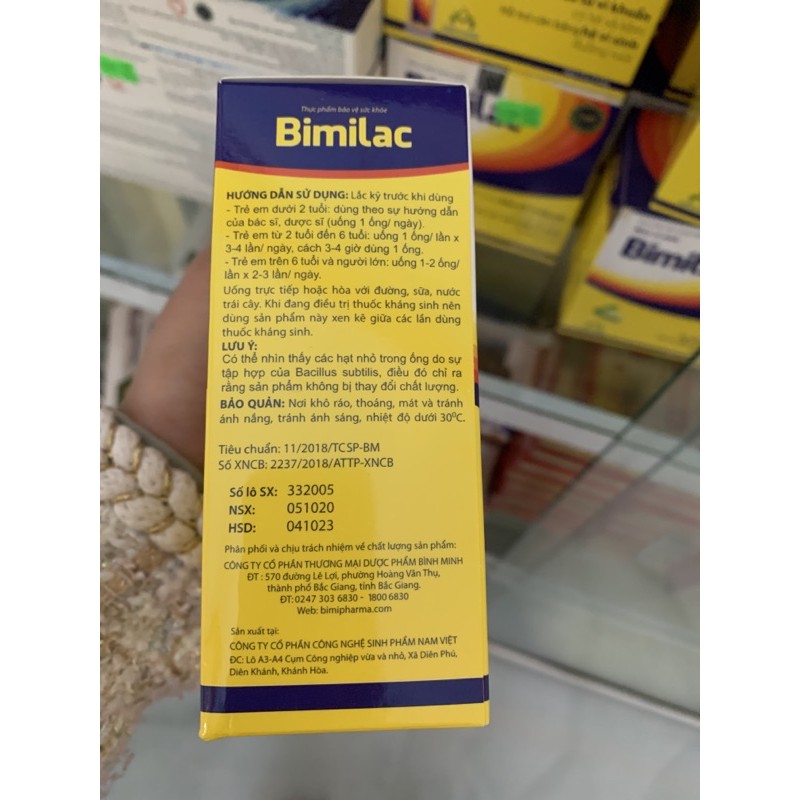 Thực phẩm bảo vệ sức khỏe
Bimilac
HƯỚNG DẪN SỬ DỤNG: Lắc kỹ trước khi dùng
- Trẻ em dưới 2 tuổi: dùng theo sự hướng dẫn
của bác sĩ, dược sĩ (uống 1 ống/ ngày).
- Trẻ em từ 2 tuổi đến 6 tuổi: uống 1 ống/ lần x
3-4 lần/ ngày, cách 3-4 giờ dùng 1 ống.
- Trẻ em trên 6 tuổi và người lớn: uống 1-2 ống/
lần x 2-3 lần/ ngày.
Uống trực tiếp hoặc hòa với đường, sữa, nước
trái cây. Khi đang điều trị thuốc kháng sinh nên
dùng sản phẩm này xen kẽ giữa các lần dùng
thuốc kháng sinh.
LƯU Ý:
Có thể nhìn thấy các hạt nhỏ trong ống do sự
tập hợp của Bacillus subtilis, điều đó chỉ ra
rằng sản phẩm không bị thay đổi chất lượng.
BẢO QUẢN: Nơi khô ráo, thoáng, mát và tránh
ánh nắng, tránh ánh sáng, nhiệt độ dưới 30⁰C.
Tiêu chuẩn: 11/2018/TCSP-BM
Số XNCB: 2237/2018/ATTP-XNCB
Số lô SX: 332005
NSX: 051020
HSD: 041023
Phân phối và chịu trách nhiệm về chất lượng sản phẩm:
CÔNG TY CỔ PHẦN THƯƠNG MẠI DƯỢC PHẨM BÌNH MINH
ĐT : 570 đường Lê Lợi, phường Hoàng Văn Thụ,
thành phố Bắc Giang, tỉnh Bắc Giang.
ĐT: 0247 303 6830 - 1800 6830
Web: bimipharma.com
Sản xuất tại:
CÔNG TY CỔ PHẦN CÔNG NGHỆ SINH PHẨM NAM VIỆT
ĐC: Lô A3-A4 Cụm Công nghiệp vừa và nhỏ, Xã Diên Phú,
Diên Khánh, Khánh Hòa.